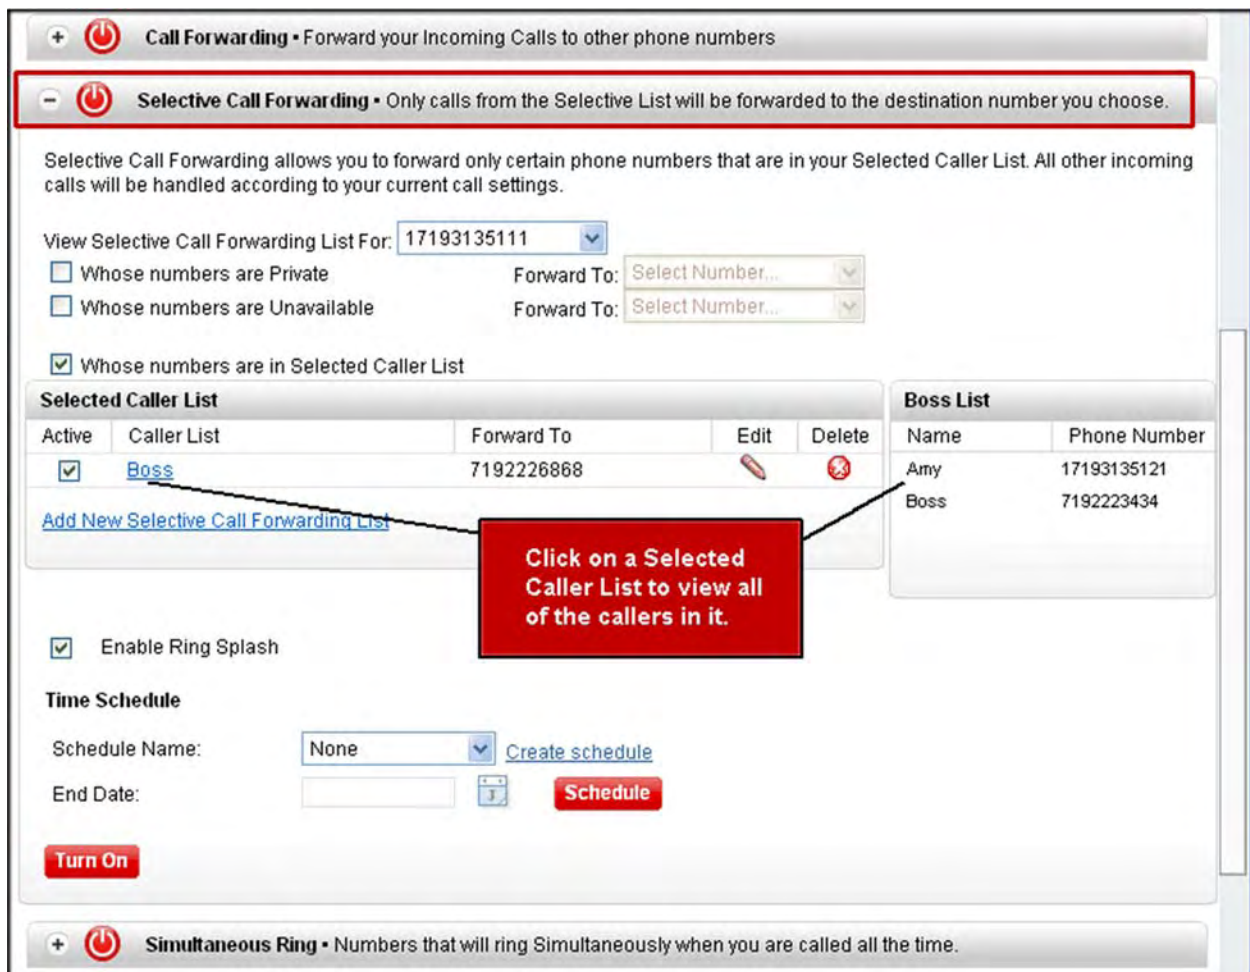 Call Forwarding • Forward your Incoming Calls to other phone numbers
Selective Call Forwarding • Only calls from the Selective List will be forwarded to the destination number you choose.
Selective Call Forwarding allows you to forward only certain phone numbers that are in your Selected Caller List. All other incoming
calls will be handled according to your current call settings.
View Selective Call Forwarding List For: 17193135111
Whose numbers are Private Forward To: Select Number...
Whose numbers are Unavailable Forward To: Select Number...
Whose numbers are in Selected Caller List
Selected Caller List
Active Caller List Forward To Edit Delete
Boss 7192226868
Add New Selective Call Forwarding List
Boss List
Name Phone Number
Amy 17193135121
Boss 7192223434
Click on a Selected
Caller List to view all
of the callers in it.
Enable Ring Splash
Time Schedule
Schedule Name: None Create schedule
End Date: Schedule
Turn On
Simultaneous Ring • Numbers that will ring Simultaneously when you are called all the time.